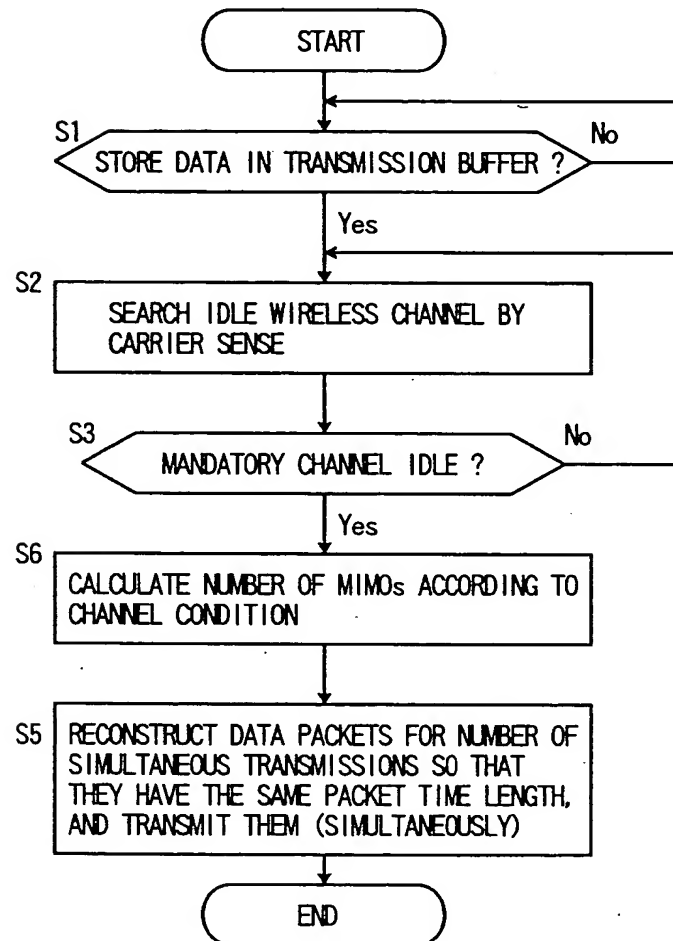 START
S1
STORE DATA IN TRANSMISSION BUFFER ?
No
Yes
S2
SEARCH IDLE WIRELESS CHANNEL BY
CARRIER SENSE
S3
MANDATORY CHANNEL IDLE ?
No
Yes
S6
CALCULATE NUMBER OF MIMOs ACCORDING TO
CHANNEL CONDITION
S5
RECONSTRUCT DATA PACKETS FOR NUMBER OF
SIMULTANEOUS TRANSMISSIONS SO THAT
THEY HAVE THE SAME PACKET TIME LENGTH,
AND TRANSMIT THEM (SIMULTANEOUSLY)
END